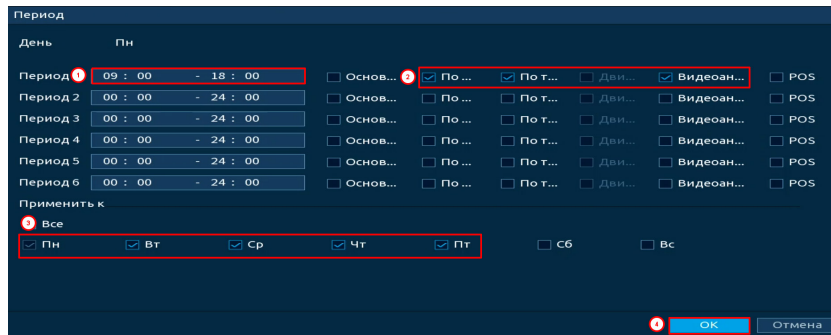 Период
День Пн
Период 1 09 : 00 - 18 : 00 Основ... 2 По ... По т... Дви... Видеоан... POS
Период 2 00 : 00 - 24 : 00 Основ... По ... По т... Дви... Видеоан... POS
Период 3 00 : 00 - 24 : 00 Основ... По ... По т... Дви... Видеоан... POS
Период 4 00 : 00 - 24 : 00 Основ... По ... По т... Дви... Видеоан... POS
Период 5 00 : 00 - 24 : 00 Основ... По ... По т... Дви... Видеоан... POS
Период 6 00 : 00 - 24 : 00 Основ... По ... По т... Дви... Видеоан... POS
Применить к
3 Все
Пн Вт Ср Чт Пт Сб Вс
4 OK Отмена